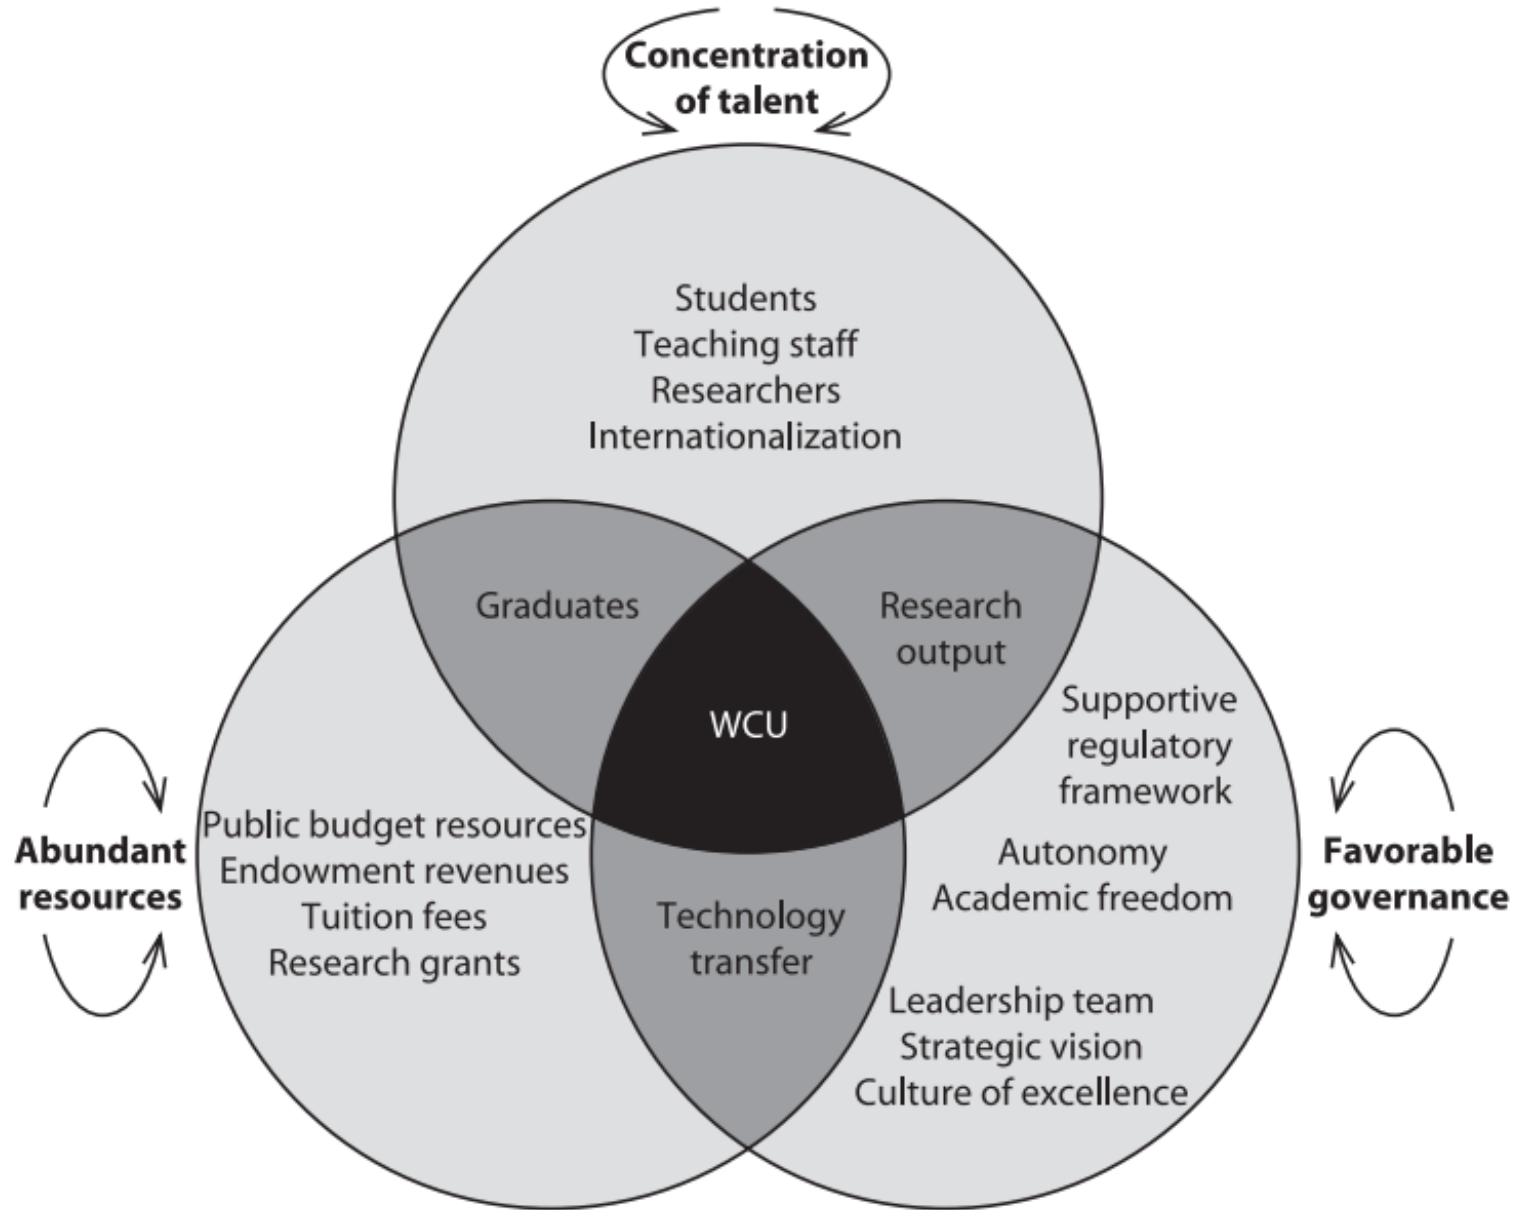 Concentration
of talent
Students
Teaching staff
Researchers
Internationalization
Graduates
Research
output
WCU
Supportive
regulatory
framework
Abundant
resources
Public budget resources
Endowment revenues
Tuition fees
Research grants
Technology
transfer
Autonomy
Academic freedom
Leadership team
Strategic vision
Culture of excellence
Favorable
governance